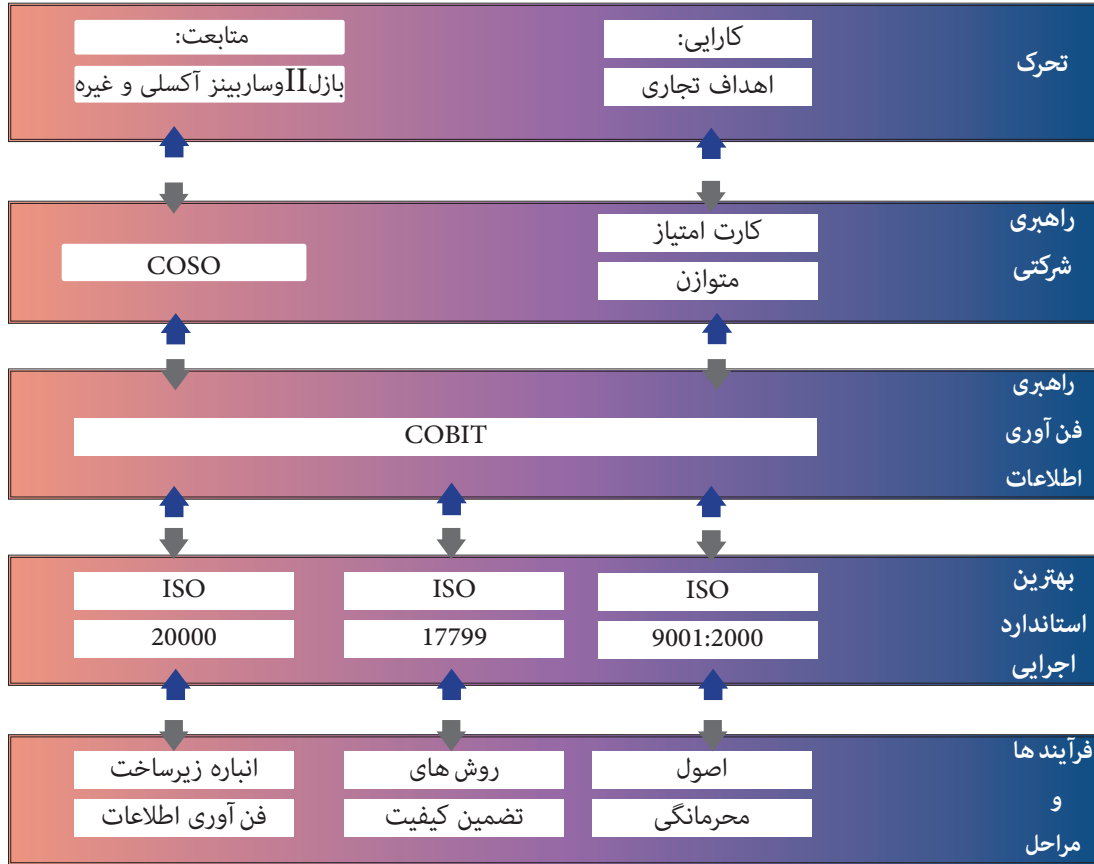 تحرک
کارایی:
اهداف تجاری
متابعت:
بازلIIوساربینز آکسلی و غیره
راهبری
شرکتی
کارت امتیاز
متوازن
COSO
راهبری
فن آوری
اطلاعات
COBIT
بهترین
استاندارد
اجرایی
ISO
9001:2000
ISO
17799
ISO
20000
فرآیند ها
و
مراحل
اصول
محرمانگی
روش های
تضمین کیفیت
انباره زیرساخت
فن آوری اطلاعات